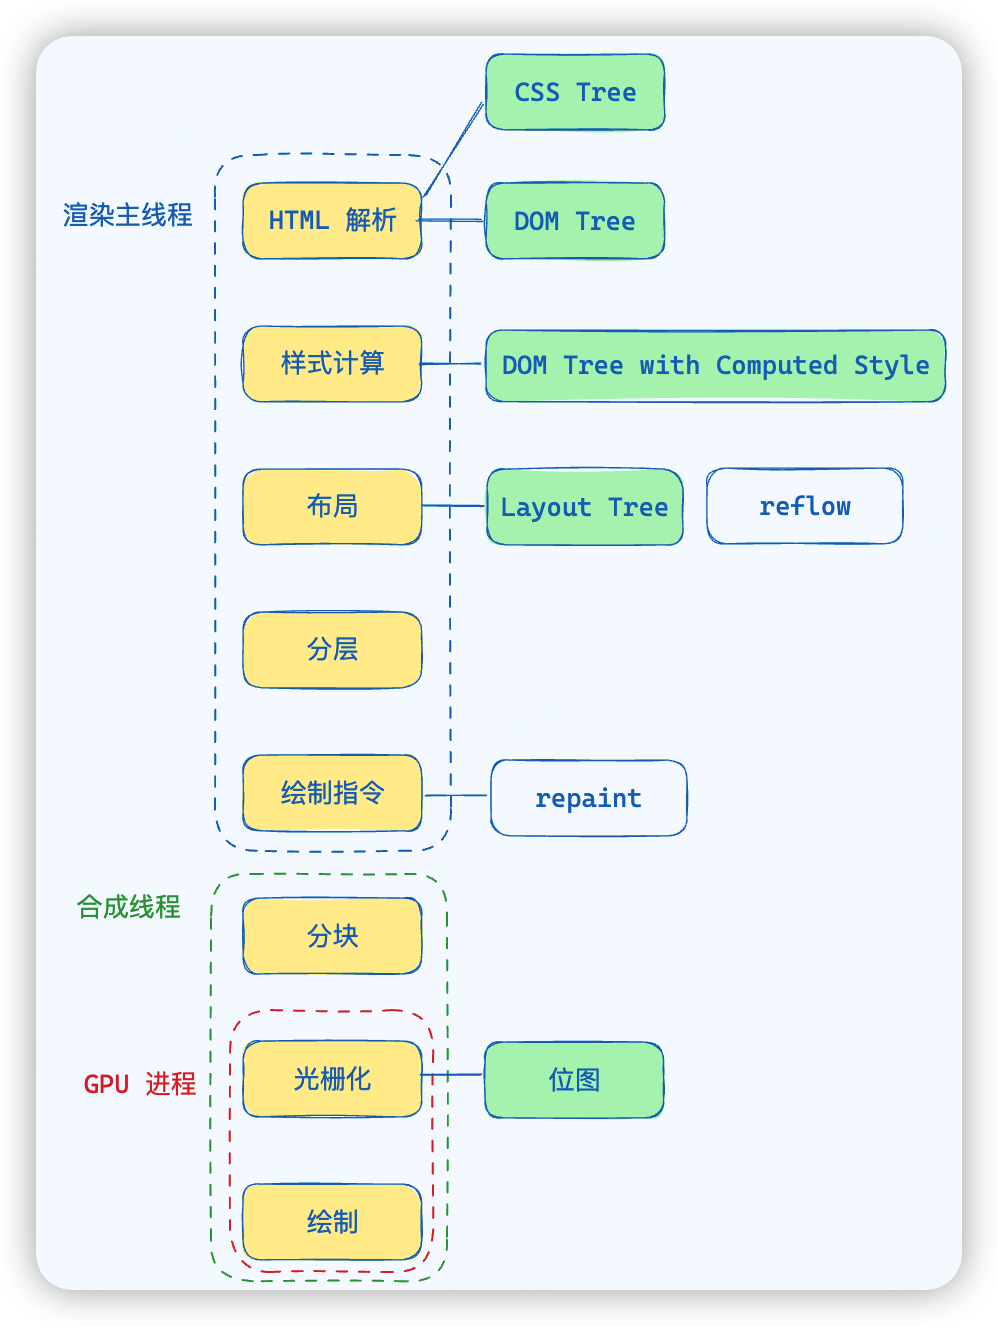 CSS Tree
渲染主线程
HTML 解析
DOM Tree
样式计算
DOM Tree with Computed Style
布局
Layout Tree
reflow
分层
绘制指令
repaint
合成线程
分块
GPU 进程
光栅化
位图
绘制